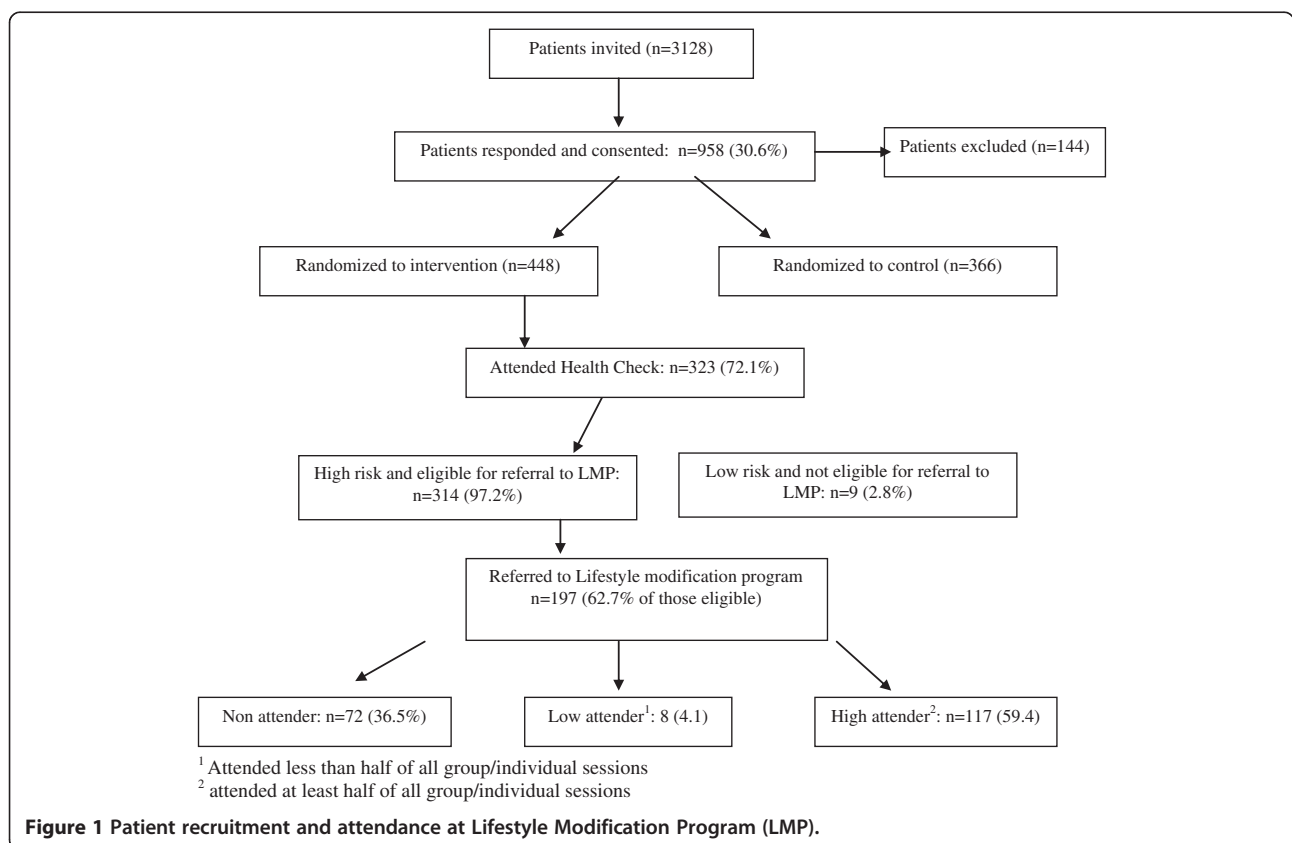 Patients invited (n=3128)
Patients responded and consented: n=958 (30.6%)
Patients excluded (n=144)
Randomized to intervention (n=448)
Randomized to control (n=366)
Attended Health Check: n=323 (72.1%)
High risk and eligible for referral to LMP:
n=314 (97.2%)
Low risk and not eligible for referral to
LMP: n=9 (2.8%)
Referred to Lifestyle modification program
n=197 (62.7% of those eligible)
Non attender: n=72 (36.5%)
Low attender¹: 8 (4.1)
High attender²: n=117 (59.4)
¹ Attended less than half of all group/individual sessions
² attended at least half of all group/individual sessions
Figure 1 Patient recruitment and attendance at Lifestyle Modification Program (LMP).